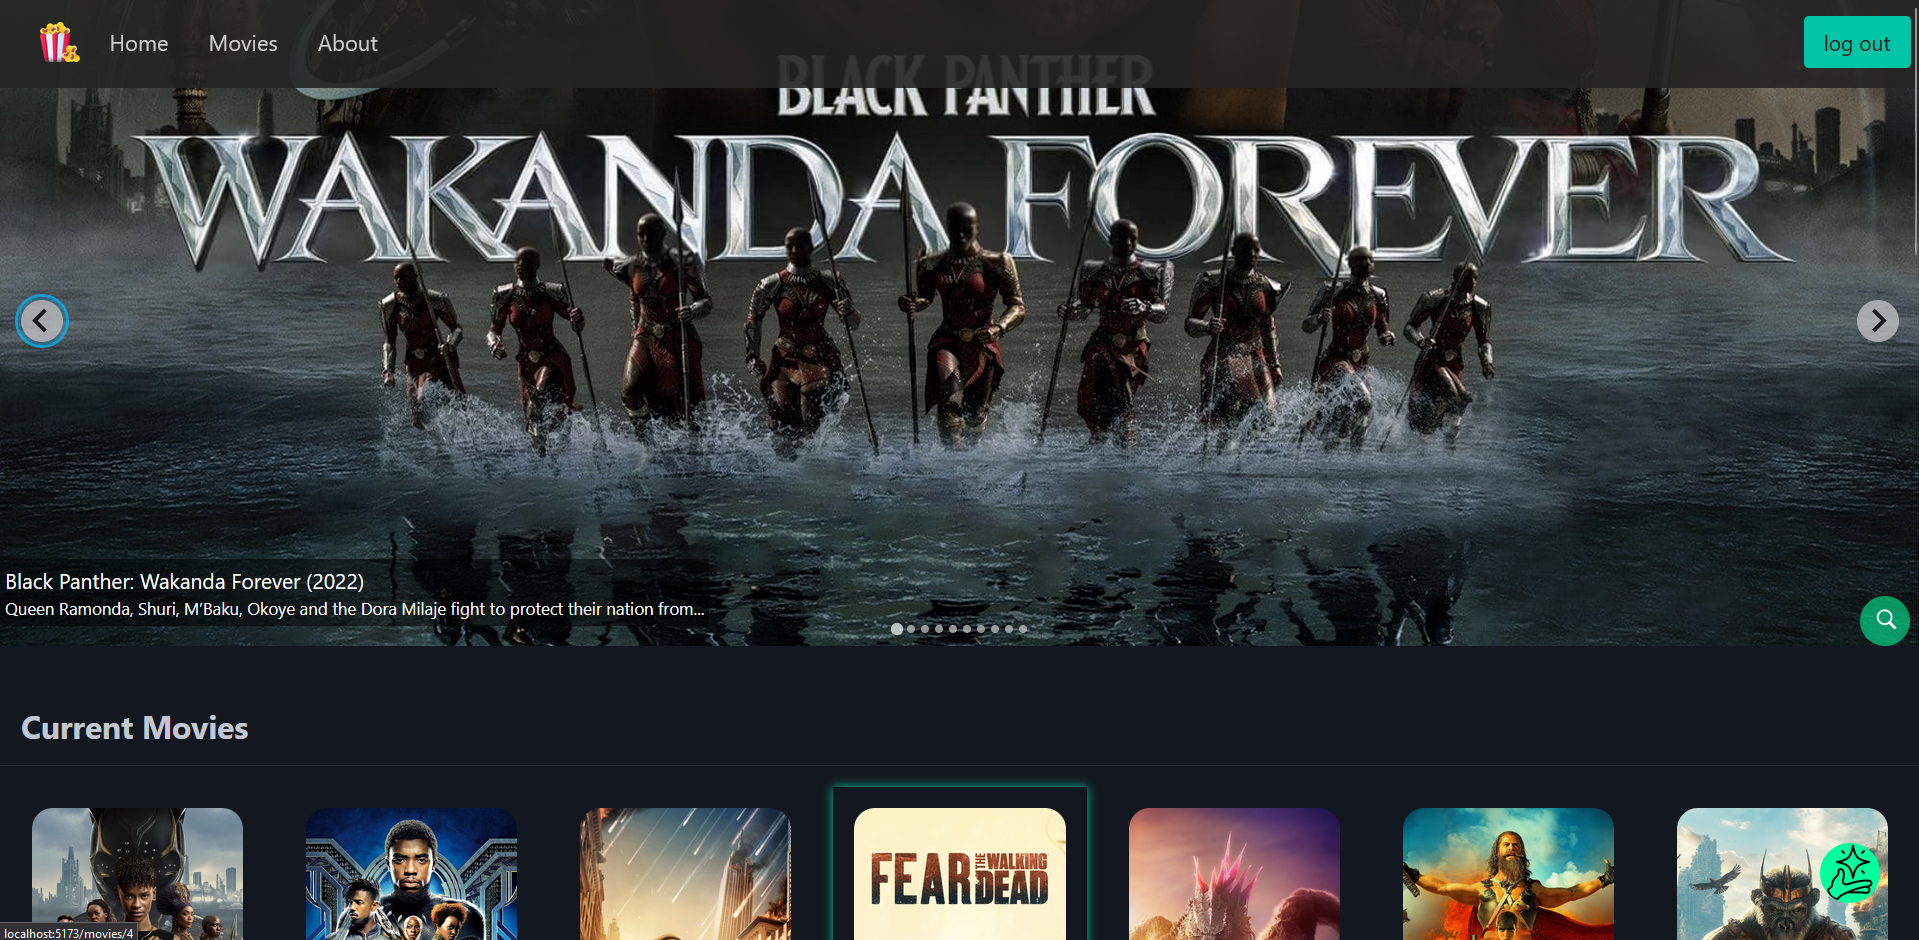 Home
Movies
About
log out
BLACK PANTHER
WAKANDA FOREVER
Black Panther: Wakanda Forever (2022)
Queen Ramonda, Shuri, M’Baku, Okoye and the Dora Milaje fight to protect their nation from...
Current Movies
FEAR THE WALKING DEAD
localhost:5173/movies/4